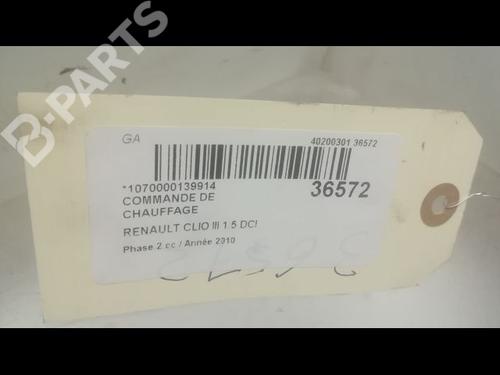 B-PARTS
GA
40200301 36572
*1070000139914
36572
COMMANDE DE
CHAUFFAGE
RENAULT CLIO III 1.5 DCI
Phase 2 cc / Année 2010